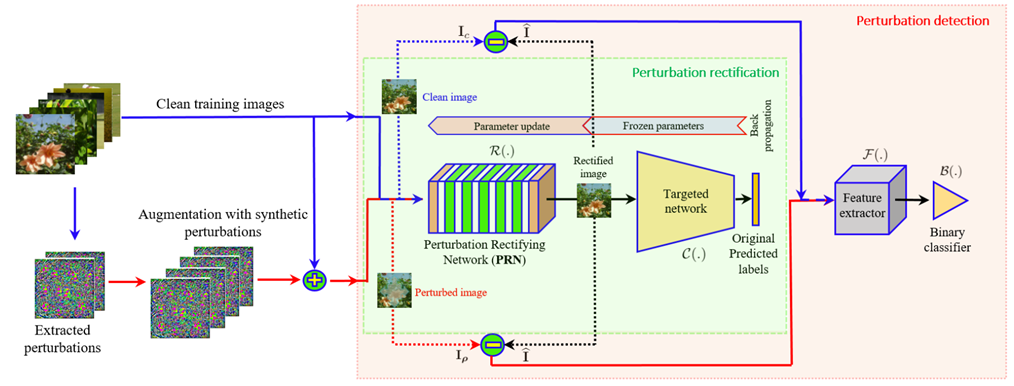 Perturbation detection
I_c
Î
Perturbation rectification
Clean training images
Clean image
Parameter update
Frozen parameters
Back
propagation
R(.)
Rectified
image
F(.)
B(.)
Targeted
network
Feature
extractor
Augmentation with synthetic
perturbations
Perturbation Rectifying
Network (PRN)
C(.)
Original
Predicted
labels
Binary
classifier
Perturbed image
Extracted
perturbations
I_ρ
Î